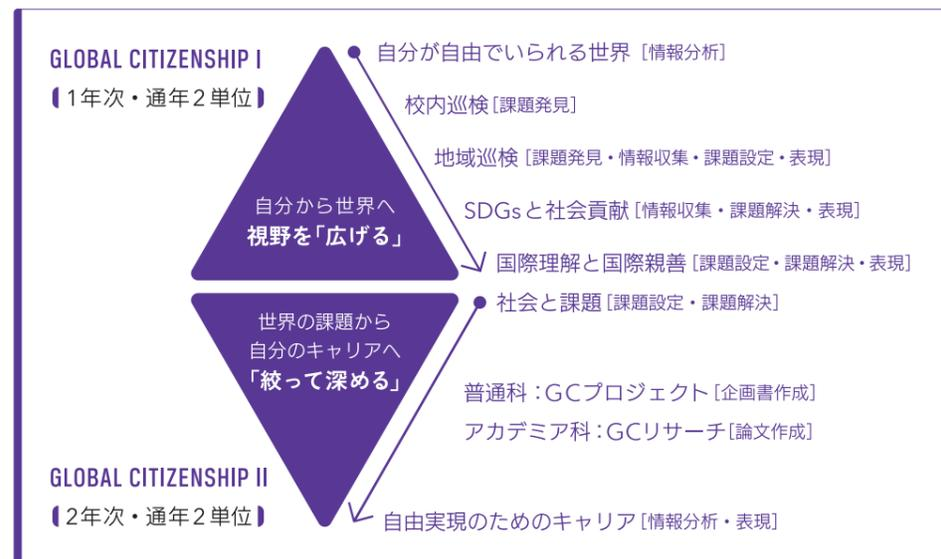 GLOBAL CITIZENSHIP I
【1年次・通年2単位】
自分から世界へ
視野を「広げる」
自分が自由でいられる世界 [情報分析]
校内巡検[課題発見]
地域巡検 [課題発見・情報収集・課題設定・表現]
SDGsと社会貢献[情報収集・課題解決・表現]
国際理解と国際親善[課題設定・課題解決・表現]
世界の課題から
自分のキャリアへ
「絞って深める」
社会と課題[課題設定・課題解決]
普通科：GCプロジェクト[企画書作成]
アカデミア科：GCリサーチ[論文作成]
GLOBAL CITIZENSHIP II
【2年次・通年2単位】
自由実現のためのキャリア[情報分析・表現]